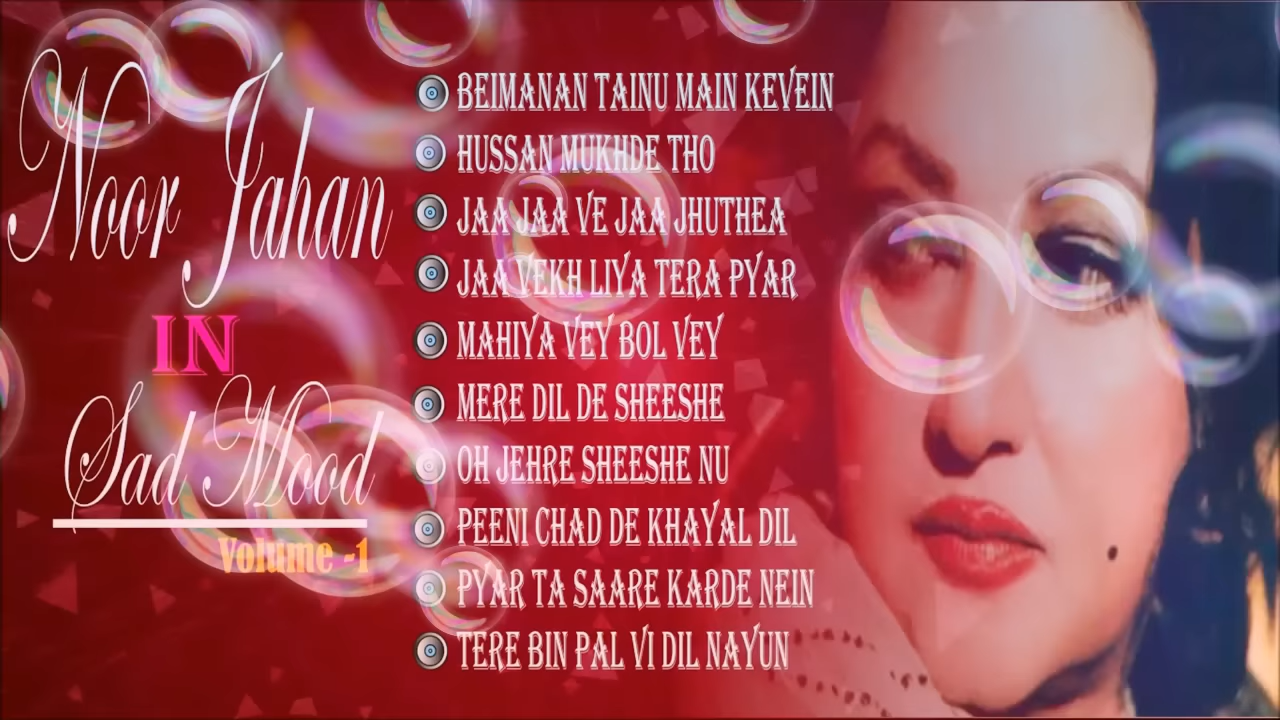 Noor Jahan
IN
Sad Mood
Volume -1
BEIMANAN TAINU MAIN KEVEIN
HUSSAN MUKHDE THO
JAA JAA VE JAA JHUTHEA
JAA VEKH LIYA TERA PYAR
MAHIYA VEY BOL VEY
MERE DIL DE SHEESHE
OH JEHRE SHEESHE NU
PEENI CHAD DE KHAYAL DIL
PYAR TA SAARE KARDE NEIN
TERE BIN PAL VI DIL NAYUN